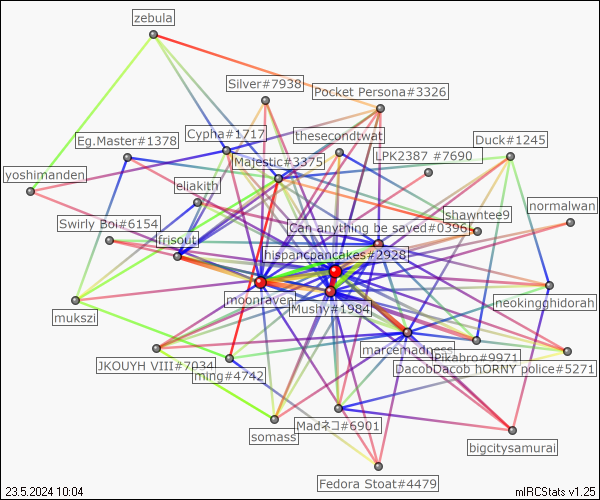 zebula
Silver#7938
Pocket Persona#3326
Eg.Master#1378
Cypha#1717
thesecondtwat
Duck#1245
Majestic#3375
LPK2387 #7690
yoshimanden
eliakith
normalwan
shawntee9
Swirly Boi#6154
Can anything be saved#0396
frisout
hispancpancakes#2928
moonraven
Mushy#1984
neokingghidorah
mukszi
marcemadness
Pikabro#9971
JKOUYH VIII#7034
DacobDacob hORNY police#5271
ming#4742
Madネコ#6901
somass
bigcitysamurai
Fedora Stoat#4479
23.5.2024 10:04
mIRCStats v1.25